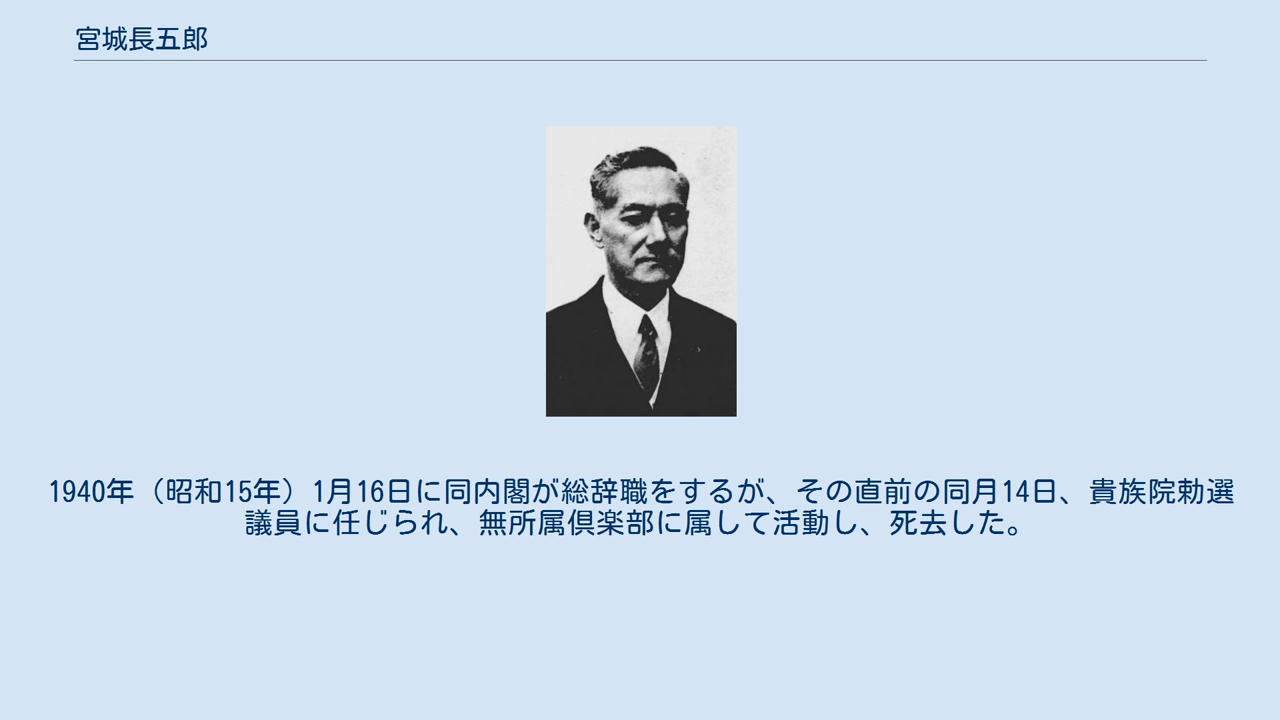 宮城長五郎
1940年（昭和15年）1月16日に同内閣が総辞職をするが、その直前の同月14日、貴族院勅選
議員に任じられ、無所属倶楽部に属して活動し、死去した。